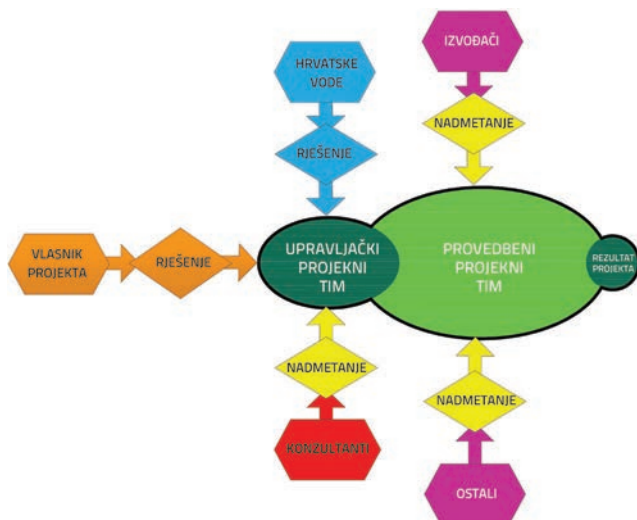 IZVOĐAČI
HRVATSKE
VODE
NADMETANJE
RJEŠENJE
VLASNIK
PROJEKTA
RJEŠENJE
UPRAVLJAČKI
PROJEKNI
TIM
PROVEDBENI
PROJEKNI
TIM
REZULTAT
PROJEKTA
NADMETANJE
NADMETANJE
KONZULTANTI
OSTALI